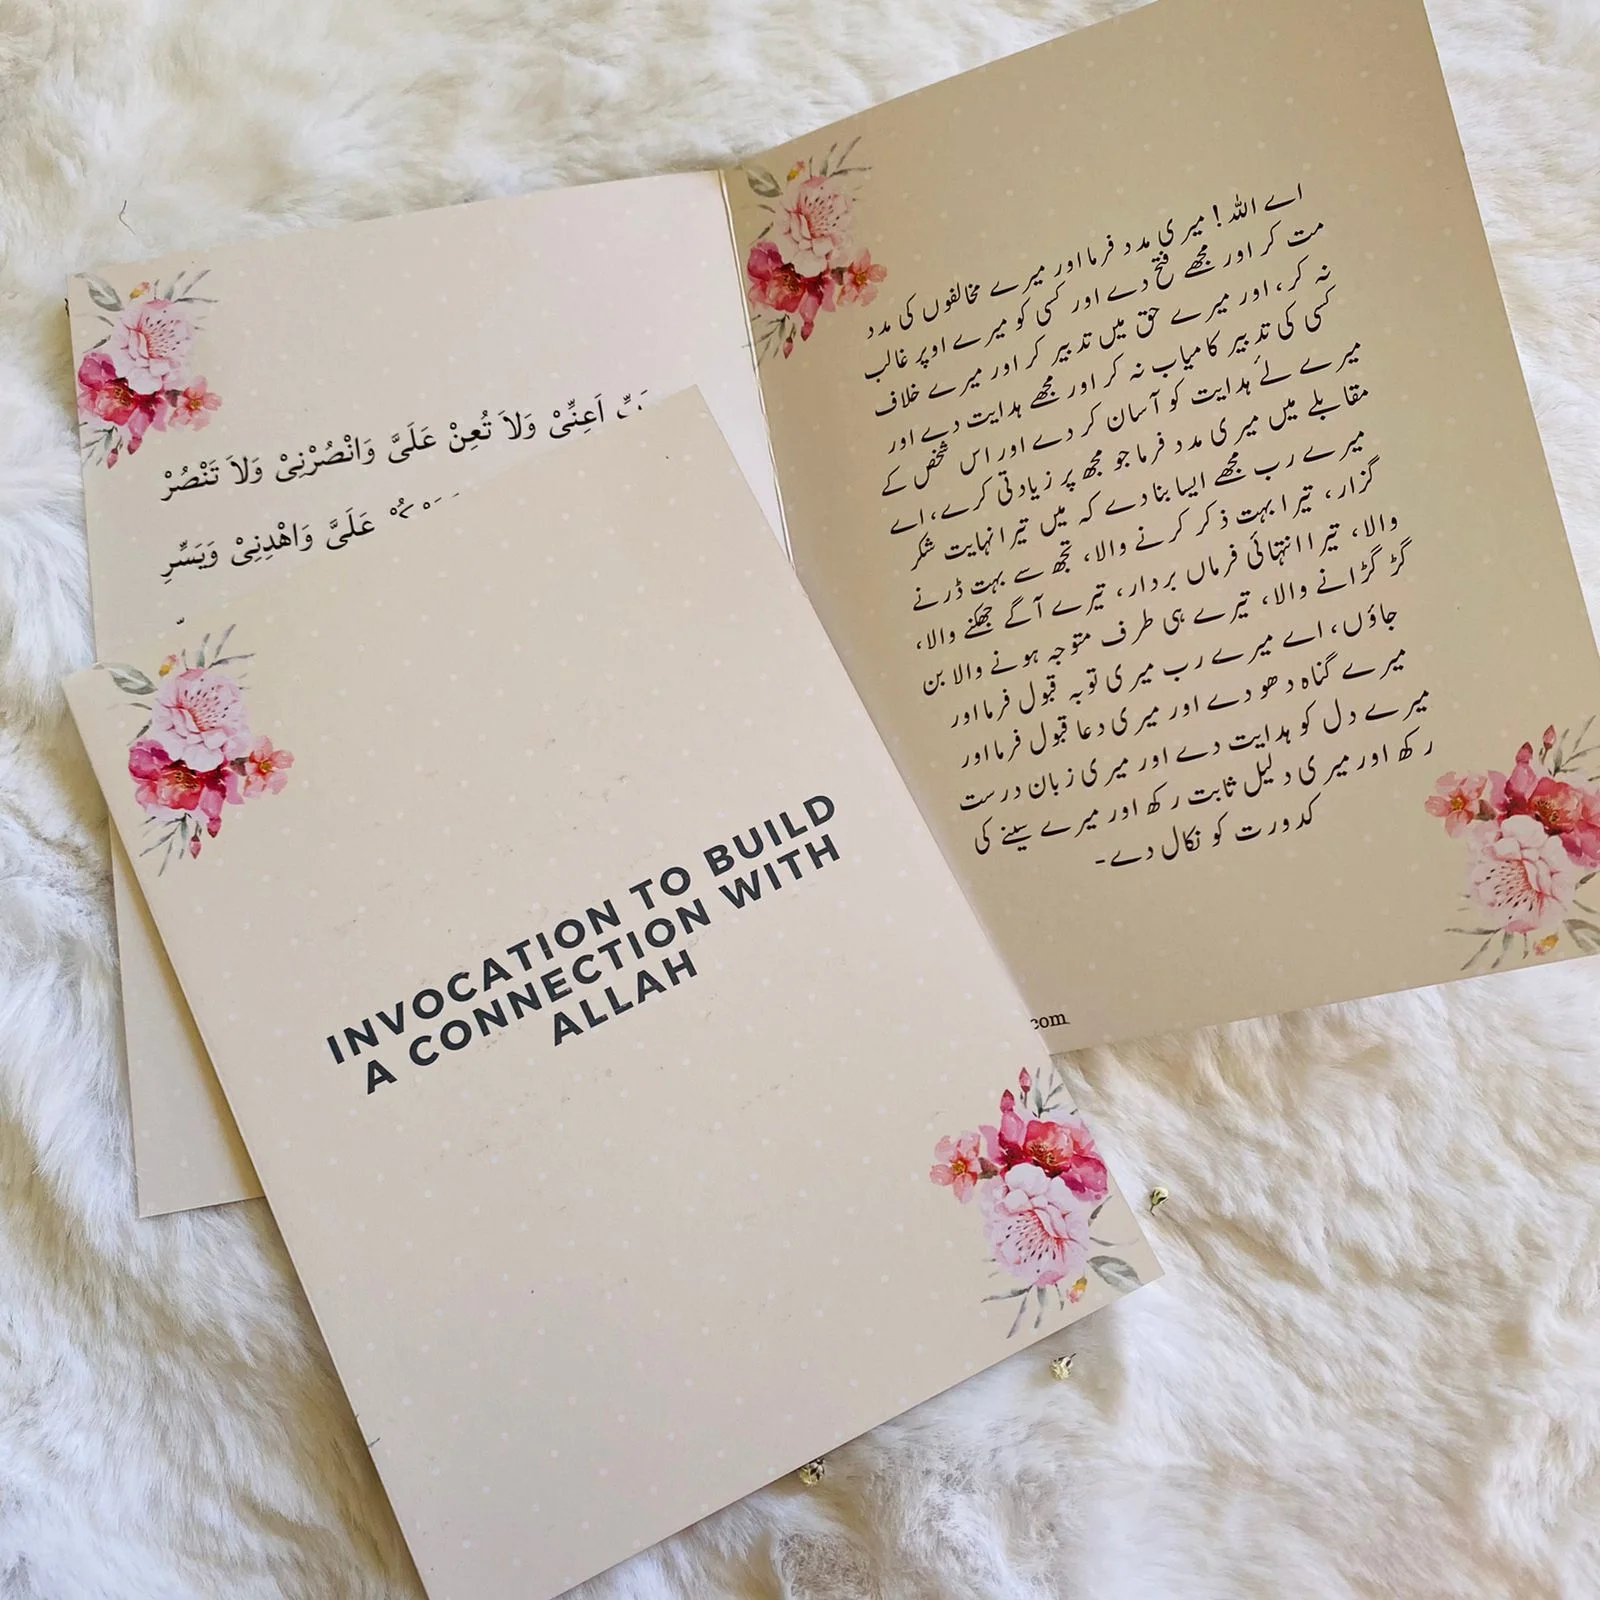 رَبِّ اَعِنِّیْ وَلاَ تُعِنْ عَلَیَّ وَانْصُرْنِیْ وَلاَ تَنْصُرْ
عَلَیَّ وَاهْدِنِیْ وَيَسِّرِ
اے اللہ! میری مدد فرما اور میرے مخالفوں کی مدد
مت کر اور مجھے فتح دے اور کسی کو میرے اوپر غالب
نہ کر، اور میرے حق میں تدبیر کر اور میرے خلاف
کسی کی تدبیر کامیاب نہ کر اور مجھے ہدایت دے اور
میرے لئے ہدایت کو آسان کر دے اور اس شخص کے
مقابلے میں میری مدد فرما جو مجھ پر زیادتی کرے، اے
میرے رب مجھے ایسا بنا دے کہ میں تیرا نہایت شکر
گزار، تیرا بہت ذکر کرنے والا، تجھ سے بہت ڈرنے
والا، تیرا انتہائی فرماں بردار، تیرے آگے جھکنے والا،
گڑگڑانے والا، تیرے ہی طرف متوجہ ہونے والا بن
جاؤں، اے میرے رب میری توبہ قبول فرما اور
میرے گناہ دھو دے اور میری دعا قبول فرما اور
میرے دل کو ہدایت دے اور میری زبان درست
رکھ اور میری دلیل ثابت رکھ اور میرے سینے کی
کدورت کو نکال دے۔
.com
INVOCATION TO BUILD
A CONNECTION WITH
ALLAH